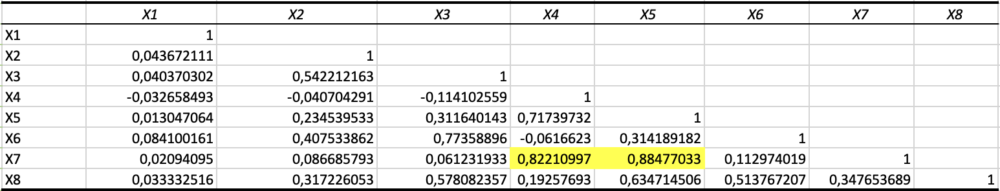 X1 X2 X3 X4 X5 X6 X7 X8
X1 1
X2 0,043672111 1
X3 0,040370302 0,542212163 1
X4 -0,032658493 -0,040704291 -0,114102559 1
X5 0,013047064 0,234539533 0,311640143 0,71739732 1
X6 0,084100161 0,407533862 0,77358896 -0,0616623 0,314189182 1
X7 0,02094095 0,086685793 0,061231933 0,82210997 0,88477033 0,112974019 1
X8 0,033332516 0,317226053 0,578082357 0,19257693 0,634714506 0,513767207 0,347653689 1